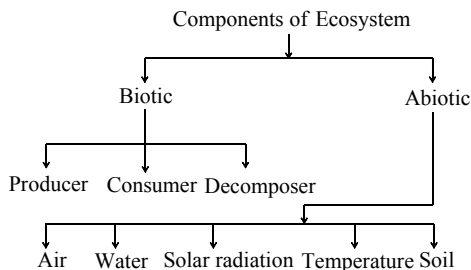 Components of Ecosystem
Biotic
Abiotic
Producer Consumer Decomposer
Air Water Solar radiation Temperature Soil